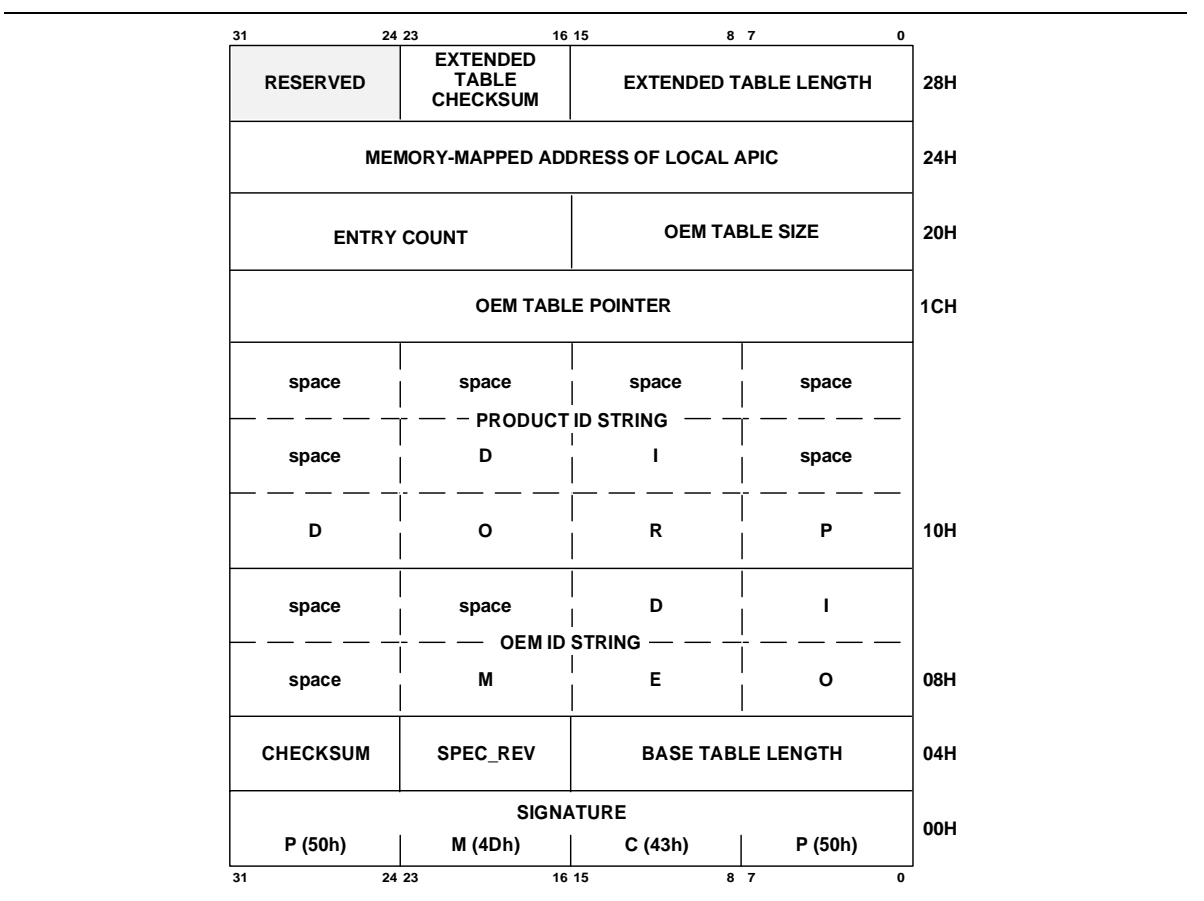 31 24 23 16 15 8 7 0
RESERVED EXTENDED TABLE CHECKSUM EXTENDED TABLE LENGTH 28H
MEMORY-MAPPED ADDRESS OF LOCAL APIC 24H
ENTRY COUNT OEM TABLE SIZE 20H
OEM TABLE POINTER 1CH
space space space space
PRODUCT ID STRING
space D I space
D O R P 10H
space space D I
OEM ID STRING
space M E O 08H
CHECKSUM SPEC_REV BASE TABLE LENGTH 04H
SIGNATURE
00H
P (50h) M (4Dh) C (43h) P (50h)
31 24 23 16 15 8 7 0